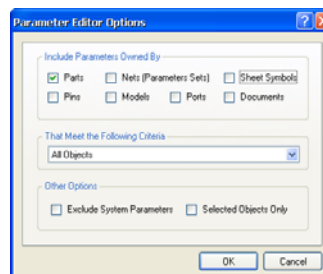 Parameter Editor Options
Include Parameters Owned By
Parts Nets (Parameters Sets) Sheet Symbols
Pins Models Ports Documents
That Meet the Following Criteria
All Objects
Other Options
Exclude System Parameters Selected Objects Only
OK Cancel